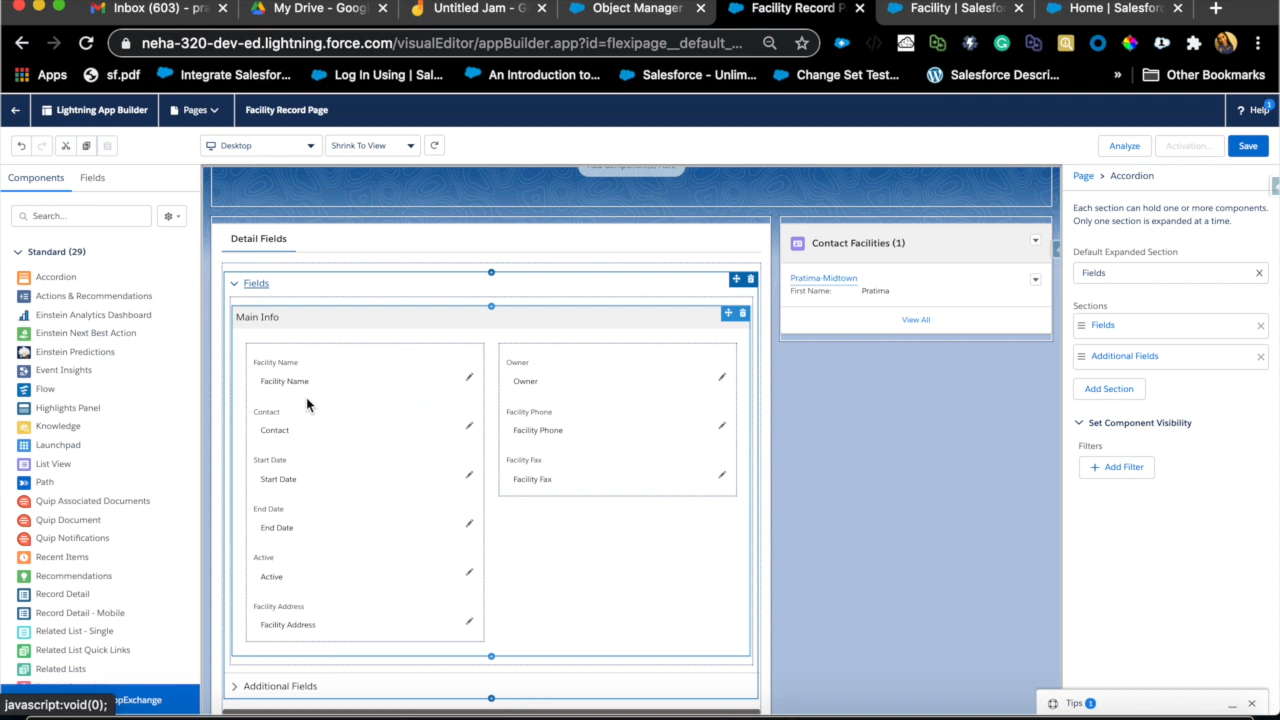 Inbox (603) - pra
My Drive - Googl
Untitled Jam - G
Object Manager
Facility Record P
Facility | Salesfor
Home | Salesfor
neha-320-dev-ed.lightning.force.com/visualEditor/appBuilder.app?id=flexipage__default_...
Apps
sf.pdf
Integrate Salesfor...
Log In Using | Sal...
An Introduction to...
Salesforce – Unlim...
Change Set Test...
Salesforce Descri...
»
Other Bookmarks
Lightning App Builder
Pages
Facility Record Page
? Help
1
Desktop
Shrink To View
Analyze
Activation...
Save
Components
Fields
Search...
Standard (29)
Accordion
Actions & Recommendations
Einstein Analytics Dashboard
Einstein Next Best Action
Einstein Predictions
Event Insights
Flow
Highlights Panel
Knowledge
Launchpad
List View
Path
Quip Associated Documents
Quip Document
Quip Notifications
Recent Items
Recommendations
Record Detail
Record Detail - Mobile
Related List - Single
Related List Quick Links
Related Lists
javascript:void(0);
ppExchange
Detail Fields
Fields
Main Info
Facility Name
Facility Name
Contact
Contact
Start Date
Start Date
End Date
End Date
Active
Active
Facility Address
Facility Address
Owner
Owner
Facility Phone
Facility Phone
Facility Fax
Facility Fax
Additional Fields
Contact Facilities (1)
Pratima-Midtown
First Name: Pratima
View All
Page > Accordion
Each section can hold one or more components.
Only one section is expanded at a time.
Default Expanded Section
Fields
Sections
Fields
Additional Fields
Add Section
Set Component Visibility
Filters
+ Add Filter
Tips 1